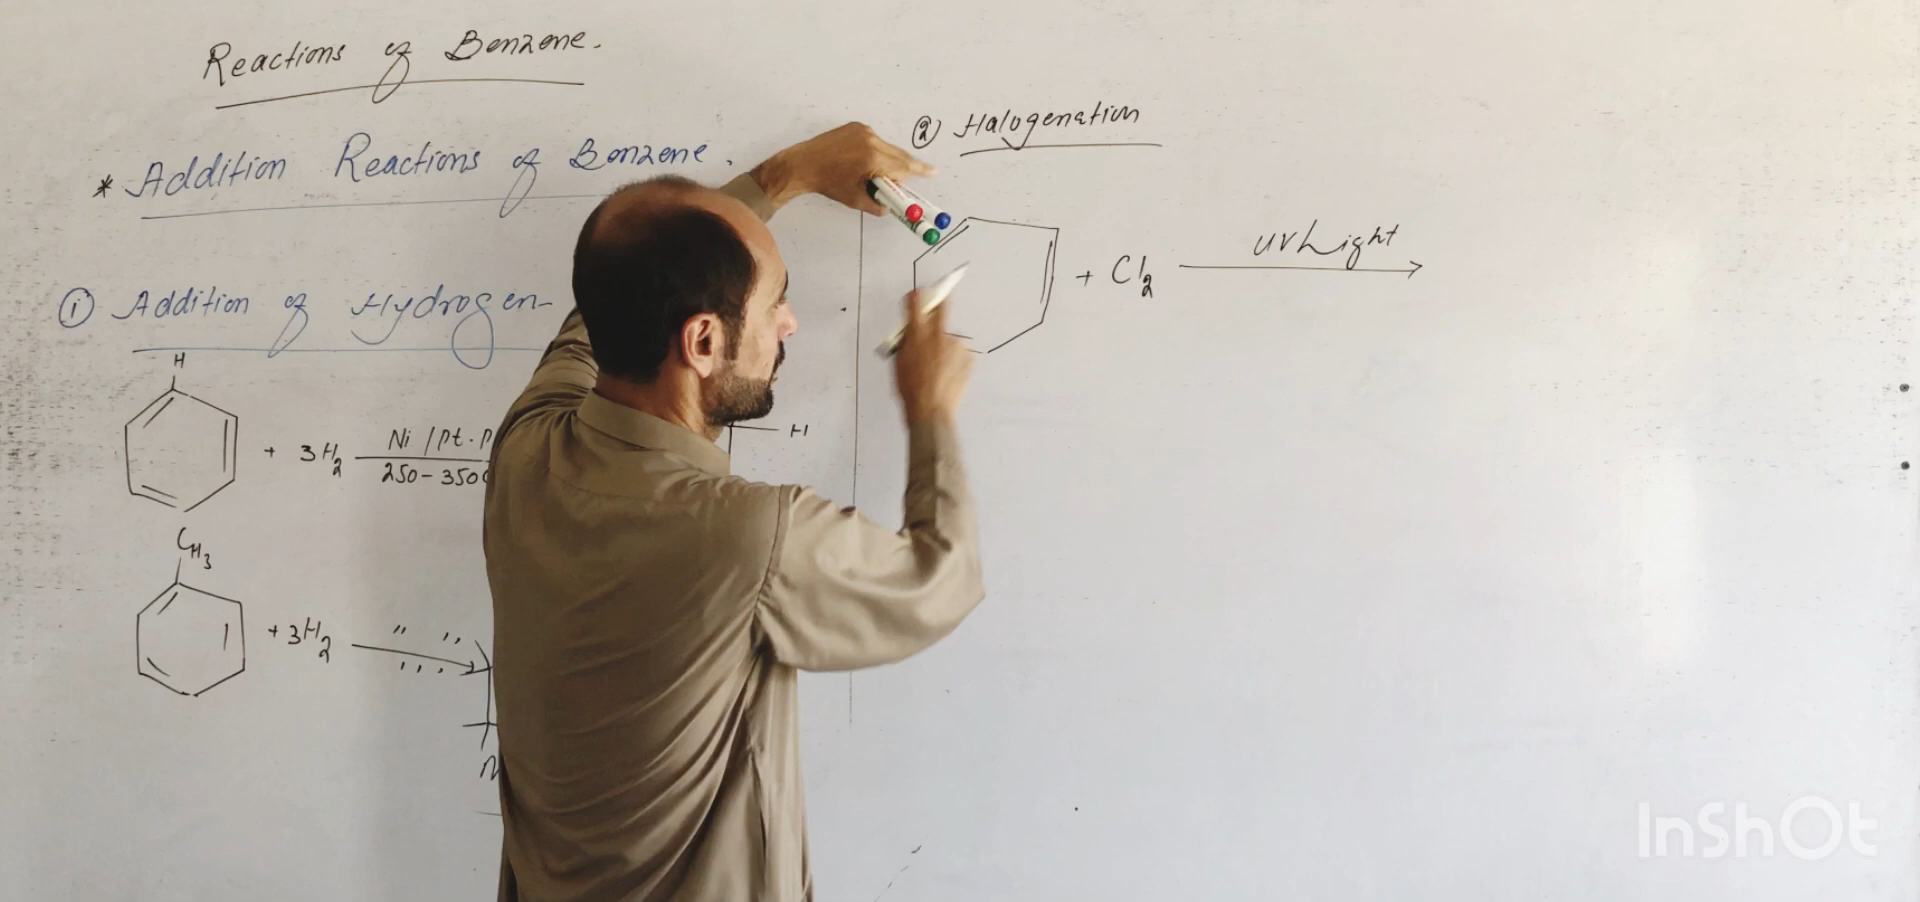 Reactions of Benzene.
* Addition Reactions of Benzene.
① Addition of Hydrogen
H
+ 3H2
Ni / Pt. P
250 - 350
H
CH3
+ 3H2
" ,,
,, ,
② Halogenation
+ Cl2
UV Light
InShOt